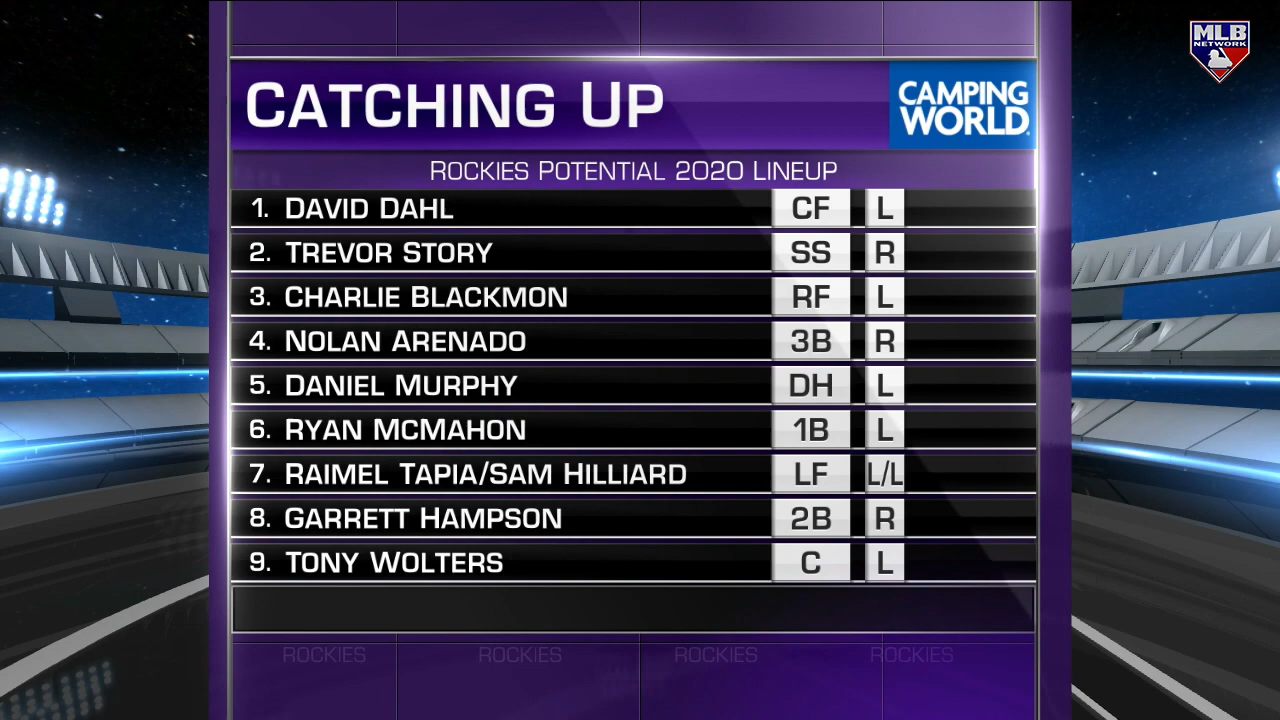 MLB
NETWORK
CATCHING UP
CAMPING
WORLD
ROCKIES POTENTIAL 2020 LINEUP
1. DAVID DAHL CF L
2. TREVOR STORY SS R
3. CHARLIE BLACKMON RF L
4. NOLAN ARENADO 3B R
5. DANIEL MURPHY DH L
6. RYAN MCMAHON 1B L
7. RAIMEL TAPIA/SAM HILLIARD LF L/L
8. GARRETT HAMPSON 2B R
9. TONY WOLTERS C L
ROCKIES ROCKIES ROCKIES ROCKIES